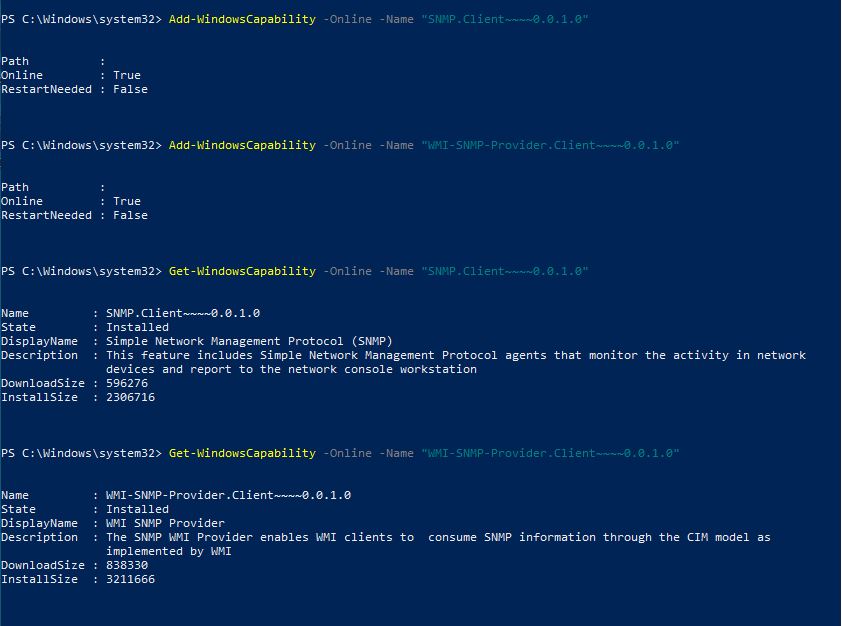 PS C:\Windows\system32> Add-WindowsCapability -Online -Name "SNMP.Client~~~~0.0.1.0"
Path          :
Online        : True
RestartNeeded : False
PS C:\Windows\system32> Add-WindowsCapability -Online -Name "WMI-SNMP-Provider.Client~~~~0.0.1.0"
Path          :
Online        : True
RestartNeeded : False
PS C:\Windows\system32> Get-WindowsCapability -Online -Name "SNMP.Client~~~~0.0.1.0"
Name         : SNMP.Client~~~~0.0.1.0
State        : Installed
DisplayName  : Simple Network Management Protocol (SNMP)
Description  : This feature includes Simple Network Management Protocol agents that monitor the activity in network
devices and report to the network console workstation
DownloadSize : 596276
InstallSize  : 2306716
PS C:\Windows\system32> Get-WindowsCapability -Online -Name "WMI-SNMP-Provider.Client~~~~0.0.1.0"
Name         : WMI-SNMP-Provider.Client~~~~0.0.1.0
State        : Installed
DisplayName  : WMI SNMP Provider
Description  : The SNMP WMI Provider enables WMI clients to  consume SNMP information through the CIM model as
implemented by WMI
DownloadSize : 838330
InstallSize  : 3211666